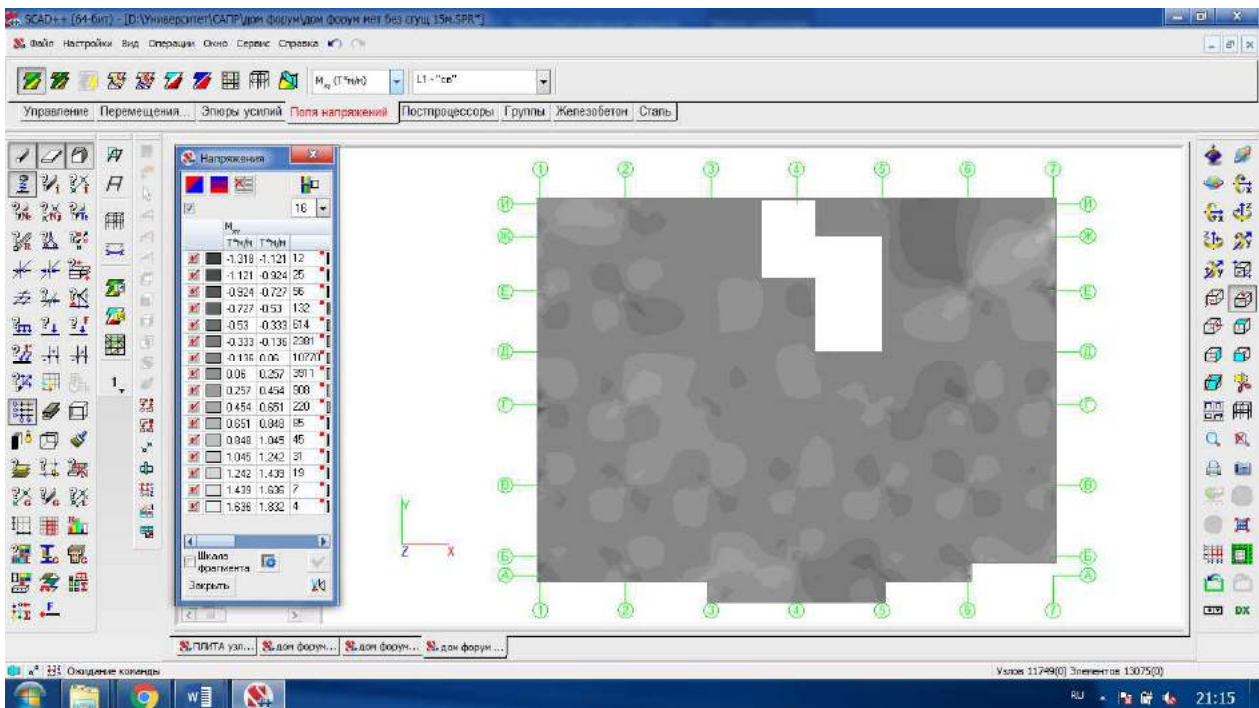 SCAD++ (64-бит) - [D:\Университет\САПР\дом форум\дом форум мет без сгущ 15м.SPR*]
Файл Настройки Вид Операции Окно Сервис Справка
Mxy (Т*м/м) L1 - "св"
Управление Перемещения... Эпюры усилий Поля напряжений Постпроцессоры Группы Железобетон Сталь
Напряжения
16
Mxy
Т*м/м Т*м/м
-1.318 -1.121 12
-1.121 -0.924 25
-0.924 -0.727 56
-0.727 -0.53 132
-0.53 -0.333 614
-0.333 -0.136 2381
-0.136 0.06 10770
0.06 0.257 3911
0.257 0.454 908
0.454 0.651 220
0.651 0.848 85
0.848 1.045 45
1.045 1.242 31
1.242 1.439 19
1.439 1.636 7
1.636 1.832 4
Шкала фрагмента
Закрыть
1 2 3 4 5 6 7
И И
Ж Ж
Е Е
Д Д
Г Г
В В
Б Б
А А
1 2 3 4 5 6 7
Y
Z X
DX
ПЛИТА узл... дом форум... дом форум... дом форум ...
Ожидание команды
Узлов 11749(0) Элементов 13075(0)
RU 21:15